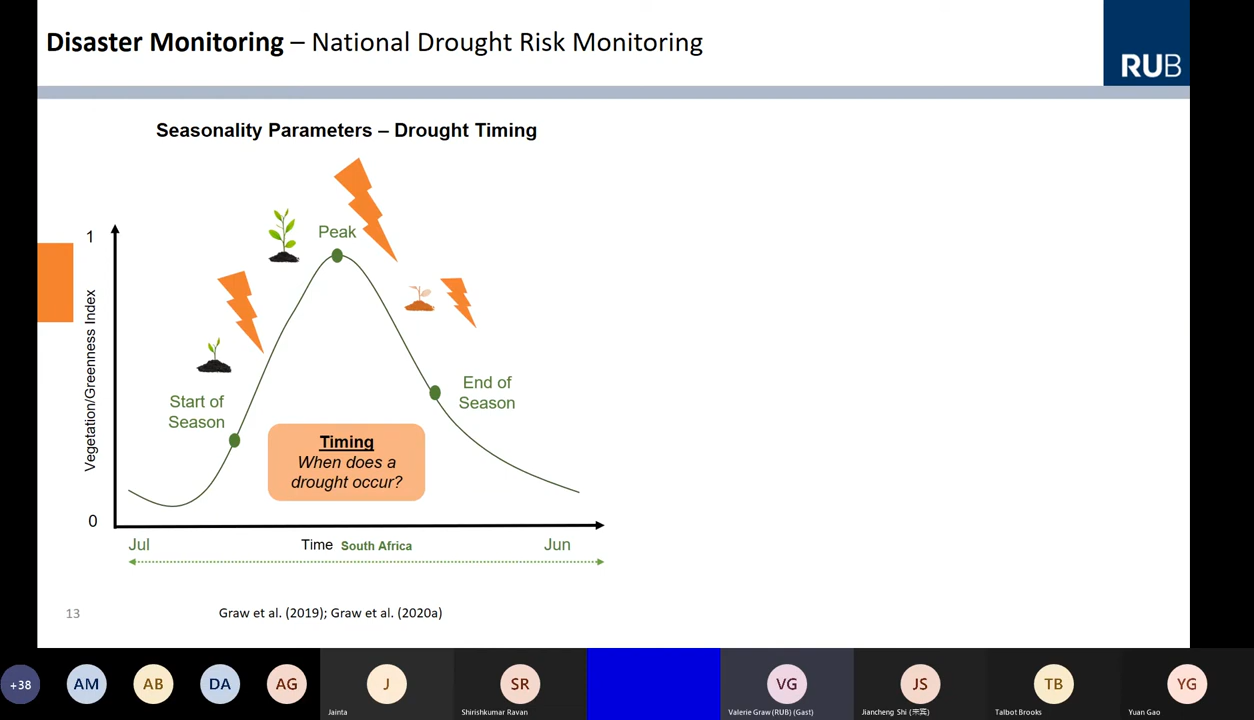 Disaster Monitoring – National Drought Risk Monitoring
RUB
Seasonality Parameters – Drought Timing
1
Peak
Vegetation/Greenness Index
Start of
Season
End of
Season
Timing
When does a
drought occur?
0
Jul
Time South Africa
Jun
13
Graw et al. (2019); Graw et al. (2020a)
+38
AM
AB
DA
AG
J
SR
VG
JS
TB
YG
Jainta
Shirishkumar Ravan
Valerie Graw (RUB) (Gast)
Talbot Brooks
Yuan Gao